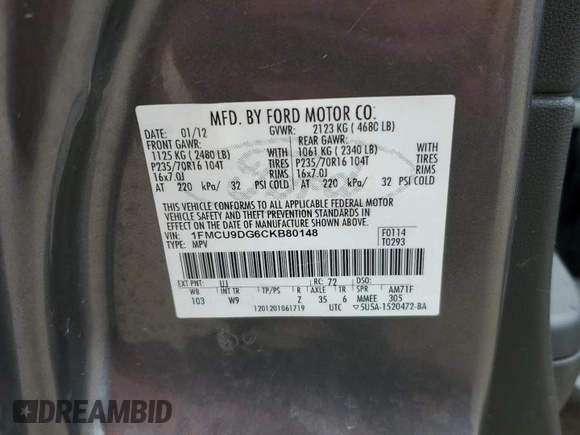 MFD. BY FORD MOTOR CO.
DATE: 01/12 GVWR: 2123 KG ( 4680 LB)
FRONT GAWR: REAR GAWR:
1125 KG ( 2480 LB) WITH 1061 KG ( 2340 LB) WITH
P235/70R16 104T TIRES P235/70R16 104T TIRES
16x7.0J RIMS 16x7.0J RIMS
AT 220 kPa/ 32 PSI COLD AT 220 kPa/ 32 PSI COLD
THIS VEHICLE CONFORMS TO ALL APPLICABLE FEDERAL MOTOR
VEHICLE SAFETY AND THEFT PREVENTION STANDARDS IN
EFFECT ON THE DATE OF MANUFACTURE SHOWN ABOVE.
VIN: 1FMCU9DG6CKB80148 F0114
TYPE: MPV T0293
EXT PNT: UJ RC: 72 DSO:
WB INT TR TP/PS R AXLE TR SPR AM71F
103 W9 Z 35 6 MMEE 305
1201201061719 UTC ▽5U5A-1520472-BA
DREAMBID